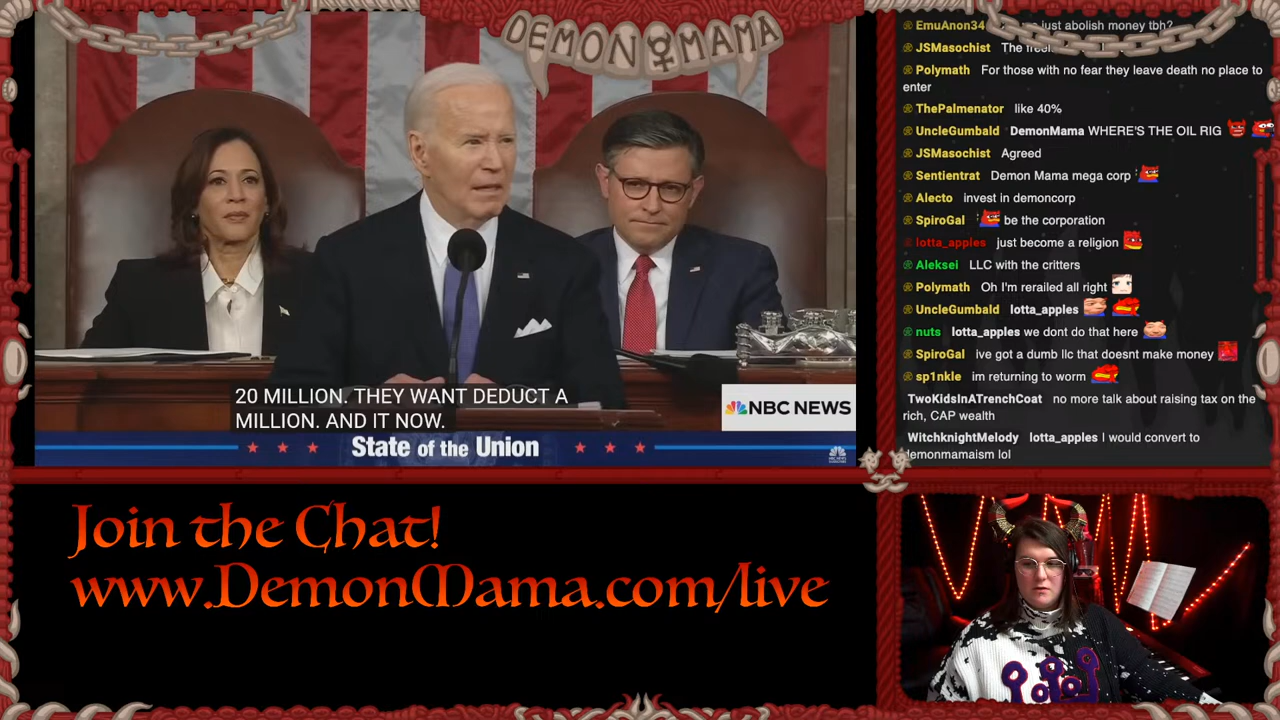 DEMON MAMA
20 MILLION. THEY WANT DEDUCT A
MILLION. AND IT NOW.
NBC NEWS
State of the Union
EmuAnon34 just abolish money tbh?
JSMasochist The
Polymath For those with no fear they leave death no place to
enter
ThePalmenator like 40%
UncleGumbald DemonMama WHERE'S THE OIL RIG
JSMasochist Agreed
Sentientrat Demon Mama mega corp
Alecto invest in demoncorp
SpiroGal be the corporation
lotta_apples just become a religion
Aleksei LLC with the critters
Polymath Oh I'm rerailed all right
UncleGumbald lotta_apples
nuts lotta_apples we dont do that here
SpiroGal ive got a dumb llc that doesnt make money
sp1nkle im returning to worm
TwoKidsInATrenchCoat no more talk about raising tax on the
rich, CAP wealth
WitchknightMelody lotta_apples I would convert to
demonmamaism lol
Join the Chat!
www.DemonMama.com/live